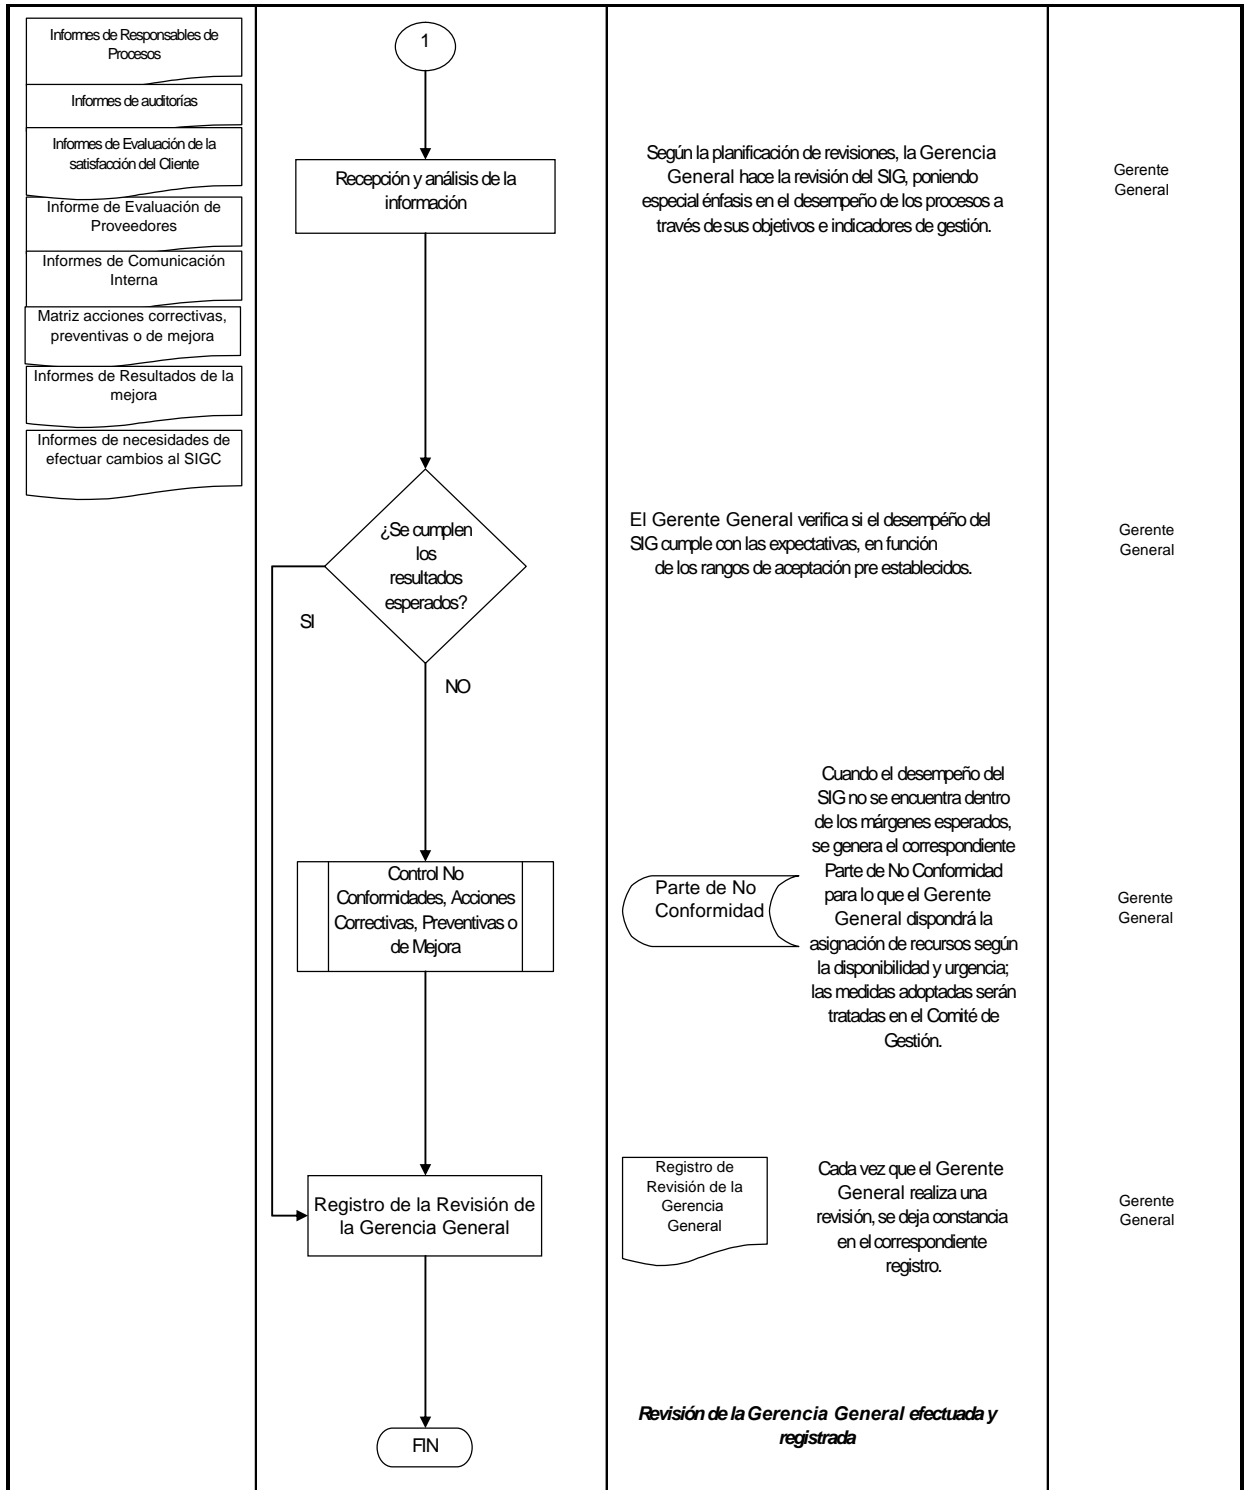 Informes de Responsables de
Procesos
Informes de auditorías
Informes de Evaluación de la
satisfacción del Cliente
Informe de Evaluación de
Proveedores
Informes de Comunicación
Interna
Matriz acciones correctivas,
preventivas o de mejora
Informes de Resultados de la
mejora
Informes de necesidades de
efectuar cambios al SIGC
1
Recepción y análisis de la
información
Según la planificación de revisiones, la Gerencia
General hace la revisión del SIG, poniendo
especial énfasis en el desempeño de los procesos a
través de sus objetivos e indicadores de gestión.
Gerente
General
¿Se cumplen
los
resultados
esperados?
SI
NO
El Gerente General verifica si el desempéño del
SIG cumple con las expectativas, en función
de los rangos de aceptación pre establecidos.
Gerente
General
Control No
Conformidades, Acciones
Correctivas, Preventivas o
de Mejora
Parte de No
Conformidad
Cuando el desempeño del
SIG no se encuentra dentro
de los márgenes esperados,
se genera el correspondiente
Parte de No Conformidad
para lo que el Gerente
General dispondrá la
asignación de recursos según
la disponibilidad y urgencia;
las medidas adoptadas serán
tratadas en el Comité de
Gestión.
Gerente
General
Registro de la Revisión de
la Gerencia General
Registro de
Revisión de la
Gerencia
General
Cada vez que el Gerente
General realiza una
revisión, se deja constancia
en el correspondiente
registro.
Gerente
General
FIN
Revisión de la Gerencia General efectuada y
registrada